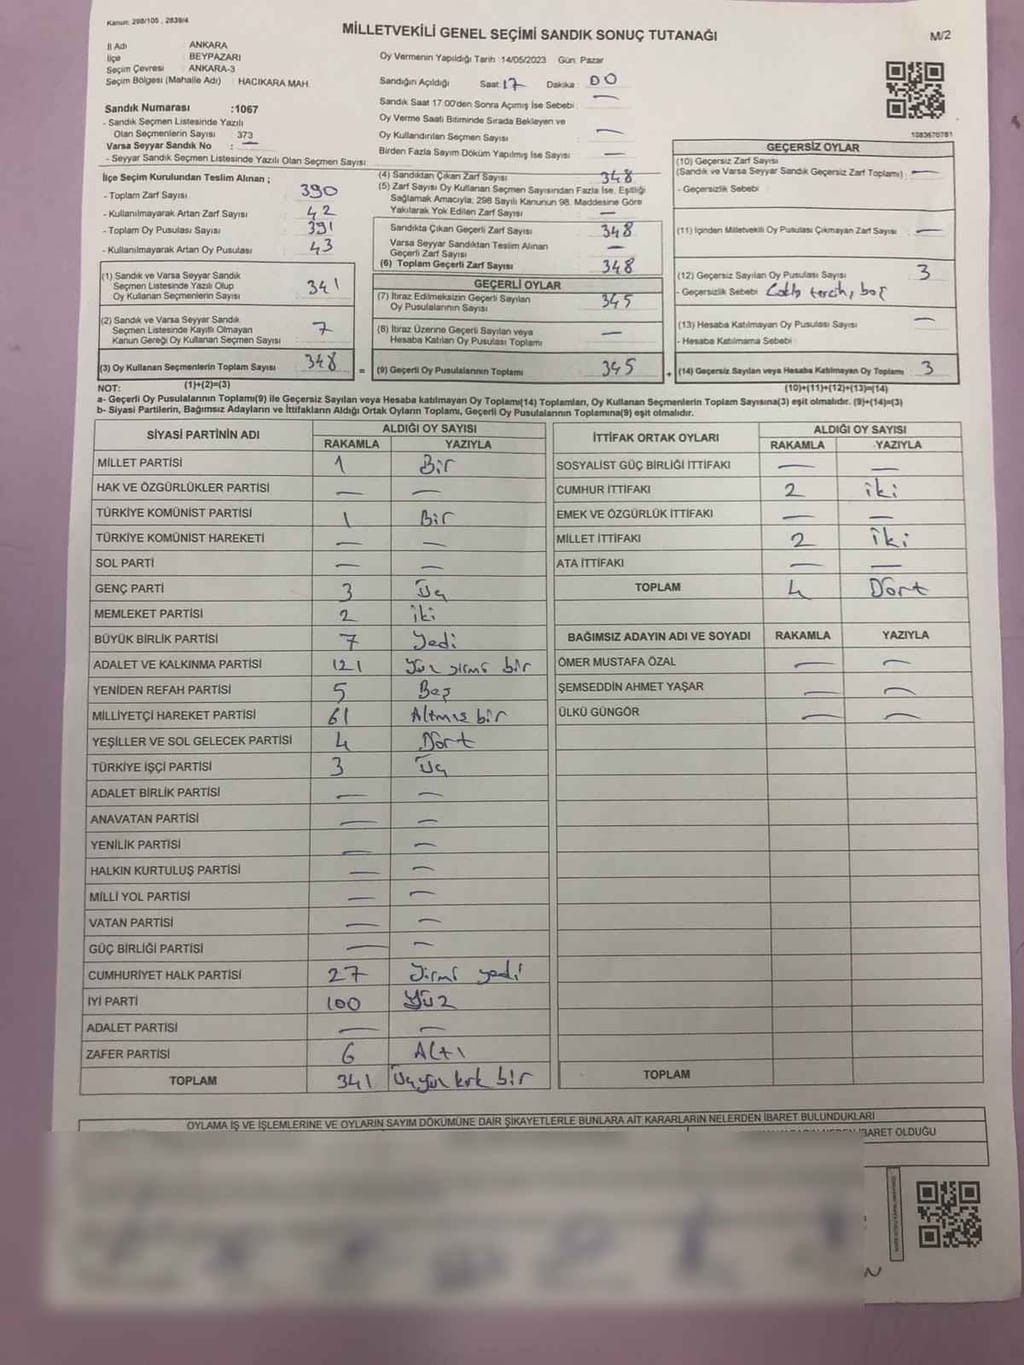 Kanun: 298/105 , 2839/4
MİLLETVEKİLİ GENEL SEÇİMİ SANDIK SONUÇ TUTANAĞI
M/2
İl Adı ANKARA
İlçe BEYPAZARI
Seçim Çevresi ANKARA-3
Seçim Bölgesi (Mahalle Adı) HACIKARA MAH.
Sandık Numarası :1067
- Sandık Seçmen Listesinde Yazılı
Olan Seçmenlerin Sayısı 373
Varsa Seyyar Sandık No : —
- Seyyar Sandık Seçmen Listesinde Yazılı Olan Seçmen Sayısı:
Oy Vermenin Yapıldığı Tarih :14/05/2023 Gün: Pazar
Sandığın Açıldığı Saat: 17 Dakika: 00
Sandık Saat 17:00'den Sonra Açılmış İse Sebebi: —
Oy Verme Saati Bitiminde Sırada Bekleyen ve
Oy Kullandırılan Seçmen Sayısı —
Birden Fazla Sayım Döküm Yapılmış İse Sayısı —
1083670781
İlçe Seçim Kurulundan Teslim Alınan ;
- Toplam Zarf Sayısı 390
- Kullanılmayarak Artan Zarf Sayısı 42
- Toplam Oy Pusulası Sayısı 391
- Kullanılmayarak Artan Oy Pusulası 43
(1) Sandık ve Varsa Seyyar Sandık
Seçmen Listesinde Yazılı Olup
Oy Kullanan Seçmenlerin Sayısı 341
(2) Sandık ve Varsa Seyyar Sandık
Seçmen Listesinde Kayıtlı Olmayan
Kanun Gereği Oy Kullanan Seçmen Sayısı 7
(3) Oy Kullanan Seçmenlerin Toplam Sayısı 348 =
(4) Sandıktan Çıkan Zarf Sayısı 348
(5) Zarf Sayısı Oy Kullanan Seçmen Sayısından Fazla İse, Eşitliği
Sağlamak Amacıyla, 298 Sayılı Kanunun 98. Maddesine Göre
Yakılarak Yok Edilen Zarf Sayısı —
Sandıkta Çıkan Geçerli Zarf Sayısı 348
Varsa Seyyar Sandıktan Teslim Alınan
Geçerli Zarf Sayısı —
(6) Toplam Geçerli Zarf Sayısı 348
GEÇERLİ OYLAR
(7) İtiraz Edilmeksizin Geçerli Sayılan
Oy Pusulalarının Sayısı 345
(8) İtiraz Üzerine Geçerli Sayılan veya
Hesaba Katılan Oy Pusulası Toplamı —
(9) Geçerli Oy Pusulalarının Toplamı 345 +
GEÇERSİZ OYLAR
(10) Geçersiz Zarf Sayısı
(Sandık ve Varsa Seyyar Sandık Geçersiz Zarf Toplamı) —
- Geçersizlik Sebebi
(11) İçinden Milletvekili Oy Pusulası Çıkmayan Zarf Sayısı —
(12) Geçersiz Sayılan Oy Pusulası Sayısı 3
- Geçersizlik Sebebi Çoklu tercih, boş
(13) Hesaba Katılmayan Oy Pusulası Sayısı —
- Hesaba Katılmama Sebebi
(14) Geçersiz Sayılan veya Hesaba Katılmayan Oy Toplamı 3
NOT: (1)+(2)=(3) (10)+(11)+(12)+(13)=(14)
a- Geçerli Oy Pusulalarının Toplamı(9) ile Geçersiz Sayılan veya Hesaba katılmayan Oy Toplamı(14) Toplamları, Oy Kullanan Seçmenlerin Toplam Sayısına(3) eşit olmalıdır. (9)+(14)=(3)
b- Siyasi Partilerin, Bağımsız Adayların ve İttifakların Aldığı Ortak Oyların Toplamı, Geçerli Oy Pusulalarının Toplamına(9) eşit olmalıdır.
SİYASİ PARTİNİN ADI ALDIĞI OY SAYISI
RAKAMLA YAZIYLA
MİLLET PARTİSİ 1 Bir
HAK VE ÖZGÜRLÜKLER PARTİSİ — —
TÜRKİYE KOMÜNİST PARTİSİ 1 Bir
TÜRKİYE KOMÜNİST HAREKETİ — —
SOL PARTİ — —
GENÇ PARTİ 3 Üç
MEMLEKET PARTİSİ 2 iki
BÜYÜK BİRLİK PARTİSİ 7 Yedi
ADALET VE KALKINMA PARTİSİ 121 Yüz yirmi bir
YENİDEN REFAH PARTİSİ 5 Beş
MİLLİYETÇİ HAREKET PARTİSİ 61 Altmış bir
YEŞİLLER VE SOL GELECEK PARTİSİ 4 Dört
TÜRKİYE İŞÇİ PARTİSİ 3 Üç
ADALET BİRLİK PARTİSİ — —
ANAVATAN PARTİSİ — —
YENİLİK PARTİSİ — —
HALKIN KURTULUŞ PARTİSİ — —
MİLLİ YOL PARTİSİ — —
VATAN PARTİSİ — —
GÜÇ BİRLİĞİ PARTİSİ — —
CUMHURİYET HALK PARTİSİ 27 Yirmi yedi
İYİ PARTİ 100 Yüz
ADALET PARTİSİ — —
ZAFER PARTİSİ 6 Altı
TOPLAM 341 Üçyüz kırk bir
İTTİFAK ORTAK OYLARI ALDIĞI OY SAYISI
RAKAMLA YAZIYLA
SOSYALİST GÜÇ BİRLİĞİ İTTİFAKI — —
CUMHUR İTTİFAKI 2 iki
EMEK VE ÖZGÜRLÜK İTTİFAKI — —
MİLLET İTTİFAKI 2 iki
ATA İTTİFAKI — —
TOPLAM 4 Dört
BAĞIMSIZ ADAYIN ADI VE SOYADI RAKAMLA YAZIYLA
ÖMER MUSTAFA ÖZAL — —
ŞEMSEDDİN AHMET YAŞAR — —
ÜLKÜ GÜNGÖR — —
TOPLAM
OYLAMA İŞ VE İŞLEMLERİNE VE OYLARIN SAYIM DÖKÜMÜNE DAİR ŞİKAYETLERLE BUNLARA AİT KARARLARIN NELERDEN İBARET BULUNDUKLARI
İBARET OLDUĞU